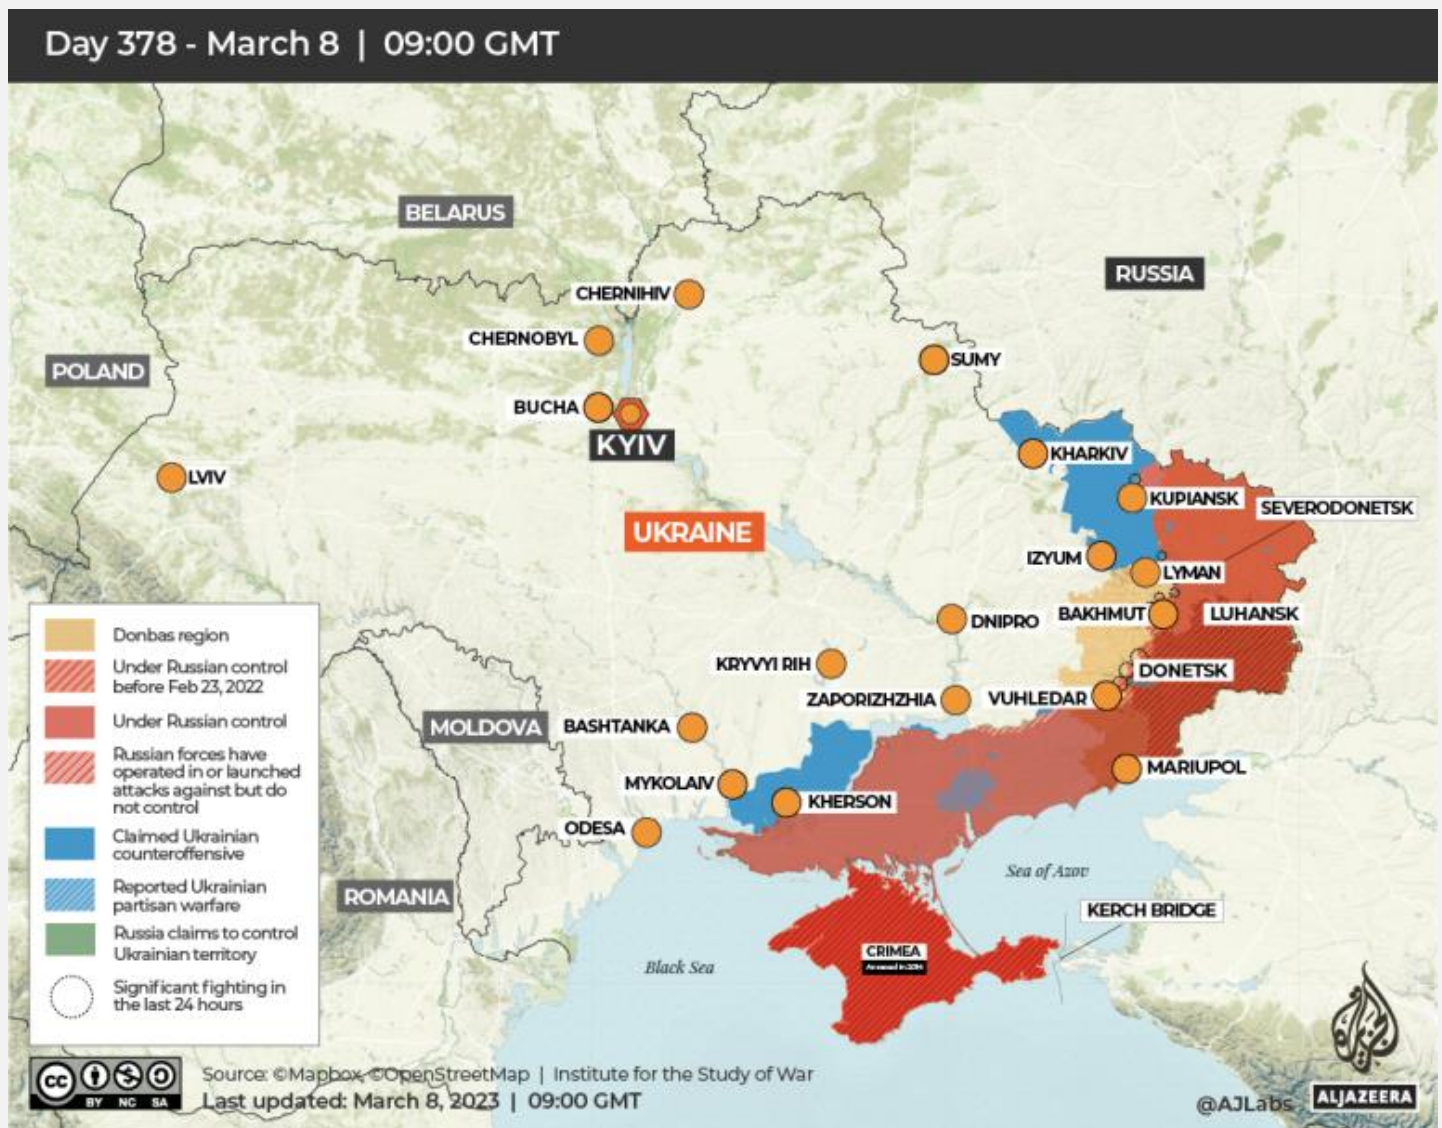 Day 378 - March 8 | 09:00 GMT
BELARUS
RUSSIA
CHERNIHIV
CHERNOBYL
SUMY
POLAND
BUCHA
KYIV
KHARKIV
LVIV
KUPIANSK
SEVERODONETSK
UKRAINE
IZYUM
LYMAN
BAKHMUT
LUHANSK
DNIPRO
KRYVYI RIH
DONETSK
ZAPORIZHZHIA
VUHLEDAR
MOLDOVA
BASHTANKA
MARIUPOL
MYKOLAIV
KHERSON
ODESA
Sea of Azov
ROMANIA
KERCH BRIDGE
CRIMEA
Annexed in 2014
Black Sea
Donbas region
Under Russian control
before Feb 23, 2022
Under Russian control
Russian forces have
operated in or launched
attacks against but do
not control
Claimed Ukrainian
counteroffensive
Reported Ukrainian
partisan warfare
Russia claims to control
Ukrainian territory
Significant fighting in
the last 24 hours
cc
BY NC SA
Source: ©Mapbox, ©OpenStreetMap | Institute for the Study of War
Last updated: March 8, 2023 | 09:00 GMT
@AJLabs
الجزيرة
ALJAZEERA